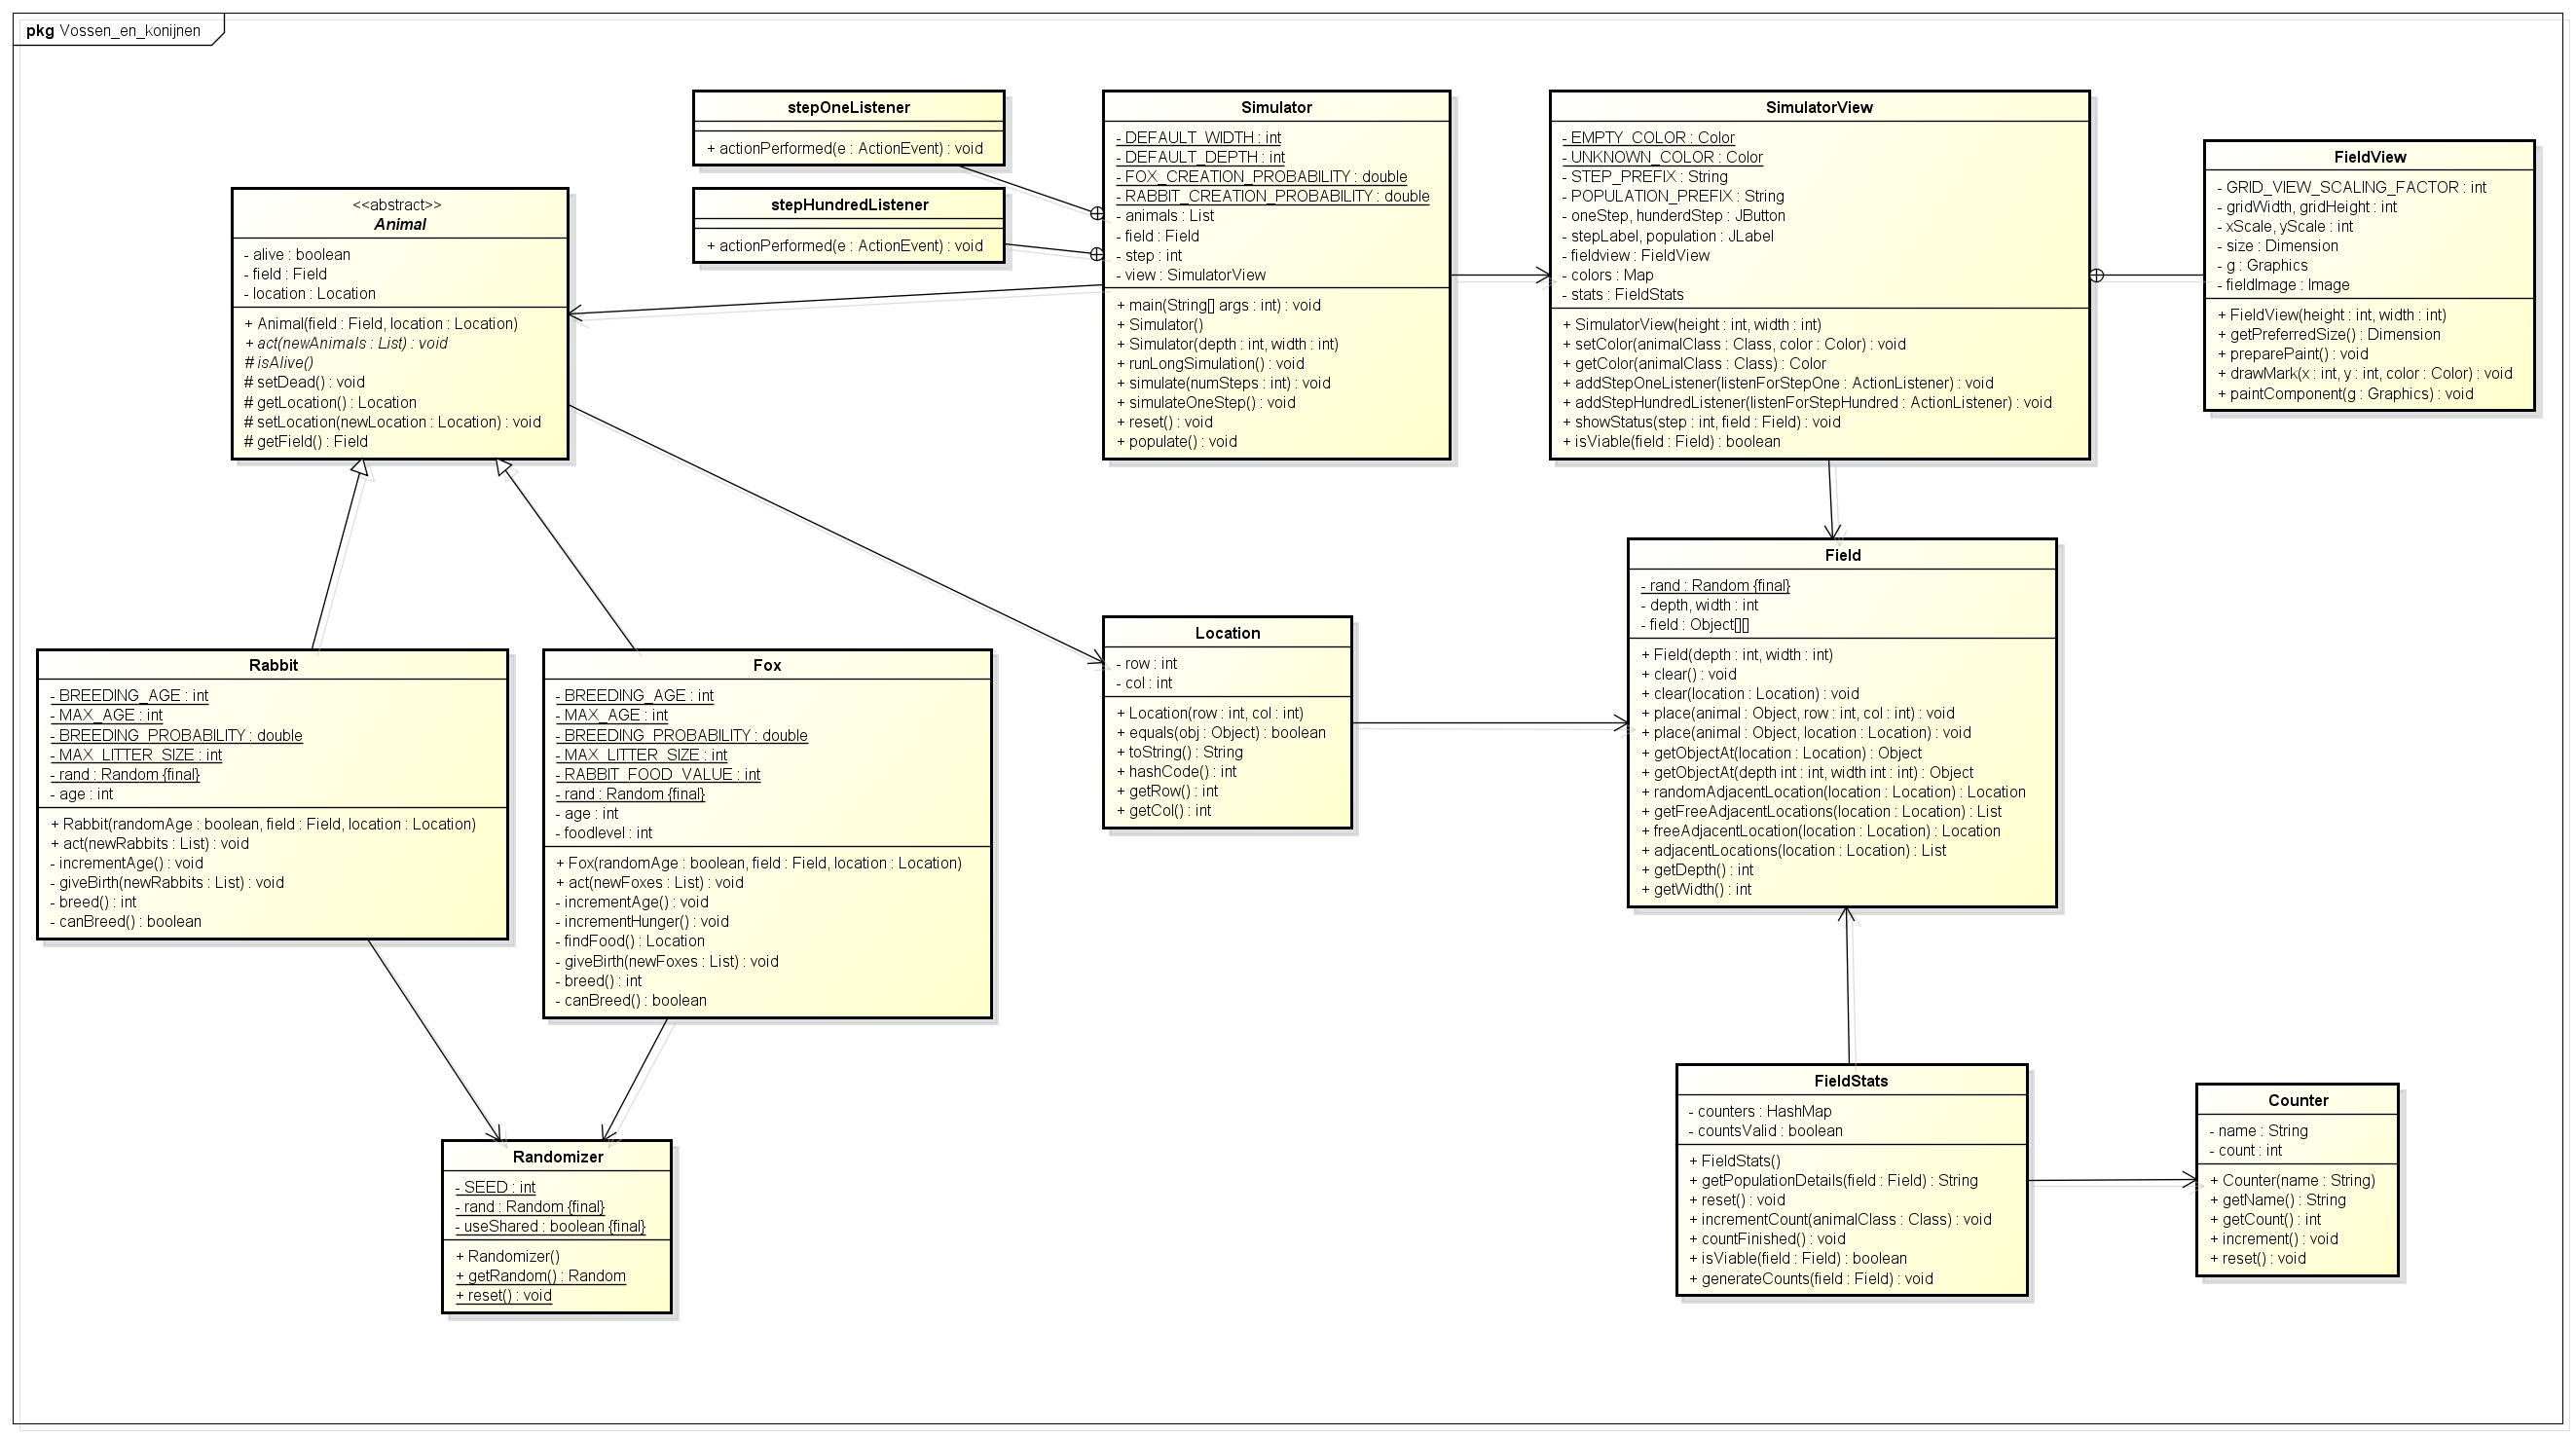 pkg Vossen_en_konijnen
stepOneListener
+ actionPerformed(e : ActionEvent) : void
stepHundredListener
+ actionPerformed(e : ActionEvent) : void
Simulator
- DEFAULT_WIDTH : int
- DEFAULT_DEPTH : int
- FOX_CREATION_PROBABILITY : double
- RABBIT_CREATION_PROBABILITY : double
- animals : List
- field : Field
- step : int
- view : SimulatorView
+ main(String[] args : int) : void
+ Simulator()
+ Simulator(depth : int, width : int)
+ runLongSimulation() : void
+ simulate(numSteps : int) : void
+ simulateOneStep() : void
+ reset() : void
+ populate() : void
SimulatorView
- EMPTY_COLOR : Color
- UNKNOWN_COLOR : Color
- STEP_PREFIX : String
- POPULATION_PREFIX : String
- oneStep, hunderdStep : JButton
- stepLabel, population : JLabel
- fieldview : FieldView
- colors : Map
- stats : FieldStats
+ SimulatorView(height : int, width : int)
+ setColor(animalClass : Class, color : Color) : void
+ getColor(animalClass : Class) : Color
+ addStepOneListener(listenForStepOne : ActionListener) : void
+ addStepHundredListener(listenForStepHundred : ActionListener) : void
+ showStatus(step : int, field : Field) : void
+ isViable(field : Field) : boolean
FieldView
- GRID_VIEW_SCALING_FACTOR : int
- gridWidth, gridHeight : int
- xScale, yScale : int
- size : Dimension
- g : Graphics
- fieldImage : Image
+ FieldView(height : int, width : int)
+ getPreferredSize() : Dimension
+ preparePaint() : void
+ drawMark(x : int, y : int, color : Color) : void
+ paintComponent(g : Graphics) : void
<<abstract>>
Animal
- alive : boolean
- field : Field
- location : Location
+ Animal(field : Field, location : Location)
+ act(newAnimals : List) : void
# isAlive()
# setDead() : void
# getLocation() : Location
# setLocation(newLocation : Location) : void
# getField() : Field
Rabbit
- BREEDING_AGE : int
- MAX_AGE : int
- BREEDING_PROBABILITY : double
- MAX_LITTER_SIZE : int
- rand : Random {final}
- age : int
+ Rabbit(randomAge : boolean, field : Field, location : Location)
+ act(newRabbits : List) : void
- incrementAge() : void
- giveBirth(newRabbits : List) : void
- breed() : int
- canBreed() : boolean
Fox
- BREEDING_AGE : int
- MAX_AGE : int
- BREEDING_PROBABILITY : double
- MAX_LITTER_SIZE : int
- RABBIT_FOOD_VALUE : int
- rand : Random {final}
- age : int
- foodlevel : int
+ Fox(randomAge : boolean, field : Field, location : Location)
+ act(newFoxes : List) : void
- incrementAge() : void
- incrementHunger() : void
- findFood() : Location
- giveBirth(newFoxes : List) : void
- breed() : int
- canBreed() : boolean
Location
- row : int
- col : int
+ Location(row : int, col : int)
+ equals(obj : Object) : boolean
+ toString() : String
+ hashCode() : int
+ getRow() : int
+ getCol() : int
Field
- rand : Random {final}
- depth, width : int
- field : Object[][]
+ Field(depth : int, width : int)
+ clear() : void
+ clear(location : Location) : void
+ place(animal : Object, row : int, col : int) : void
+ place(animal : Object, location : Location) : void
+ getObjectAt(location : Location) : Object
+ getObjectAt(depth int : int, width int : int) : Object
+ randomAdjacentLocation(location : Location) : Location
+ getFreeAdjacentLocations(location : Location) : List
+ freeAdjacentLocation(location : Location) : Location
+ adjacentLocations(location : Location) : List
+ getDepth() : int
+ getWidth() : int
Randomizer
- SEED : int
- rand : Random {final}
- useShared : boolean {final}
+ Randomizer()
+ getRandom() : Random
+ reset() : void
FieldStats
- counters : HashMap
- countsValid : boolean
+ FieldStats()
+ getPopulationDetails(field : Field) : String
+ reset() : void
+ incrementCount(animalClass : Class) : void
+ countFinished() : void
+ isViable(field : Field) : boolean
+ generateCounts(field : Field) : void
Counter
- name : String
- count : int
+ Counter(name : String)
+ getName() : String
+ getCount() : int
+ increment() : void
+ reset() : void